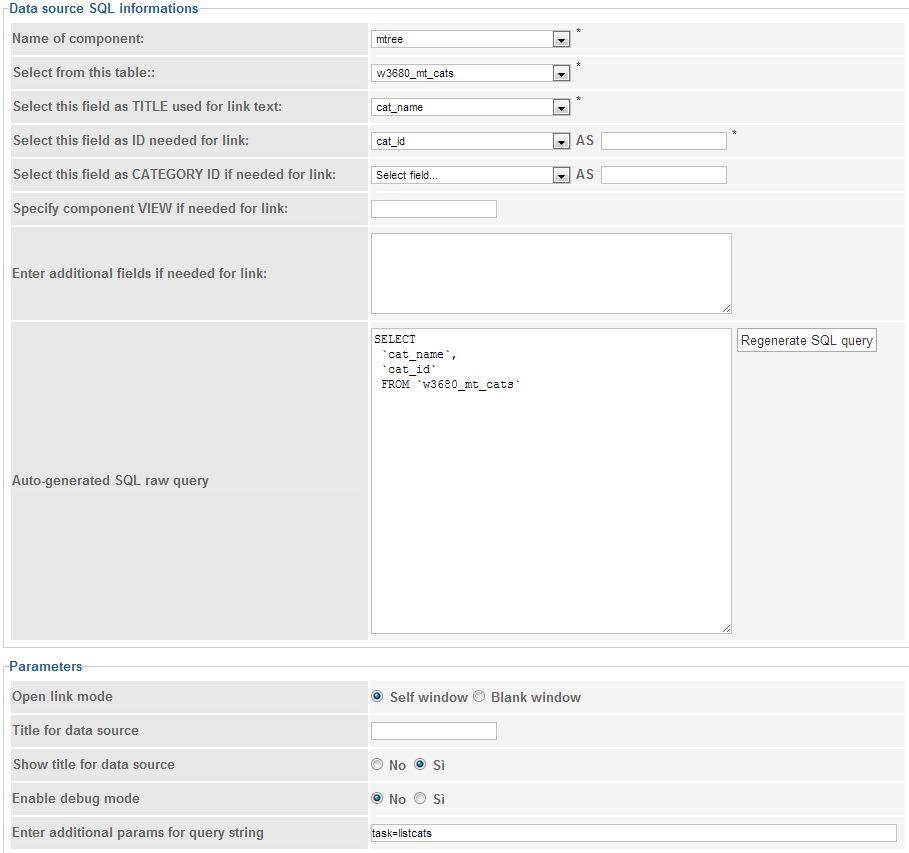 Data source SQL informations
Name of component: mtree *
Select from this table:: w3680_mt_cats *
Select this field as TITLE used for link text: cat_name *
Select this field as ID needed for link: cat_id AS *
Select this field as CATEGORY ID if needed for link: Select field... AS
Specify component VIEW if needed for link:
Enter additional fields if needed for link:
Auto-generated SQL raw query
SELECT
`cat_name`,
`cat_id`
FROM `w3680_mt_cats`
Regenerate SQL query
Parameters
Open link mode Self window Blank window
Title for data source
Show title for data source No Sì
Enable debug mode No Sì
Enter additional params for query string task=listcats